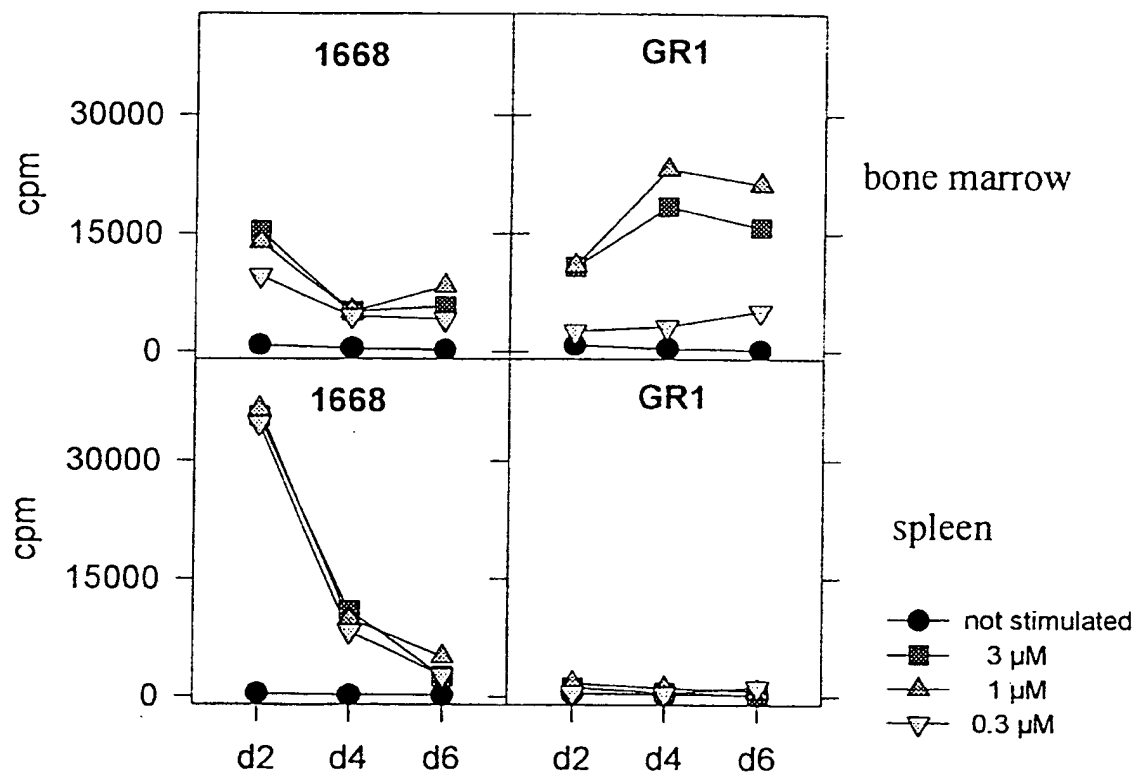 1668
GR1
30000
15000
0
cpm
bone marrow
1668
GR1
30000
15000
0
cpm
spleen
d2 d4 d6
d2 d4 d6
not stimulated
3 µM
1 µM
0.3 µM